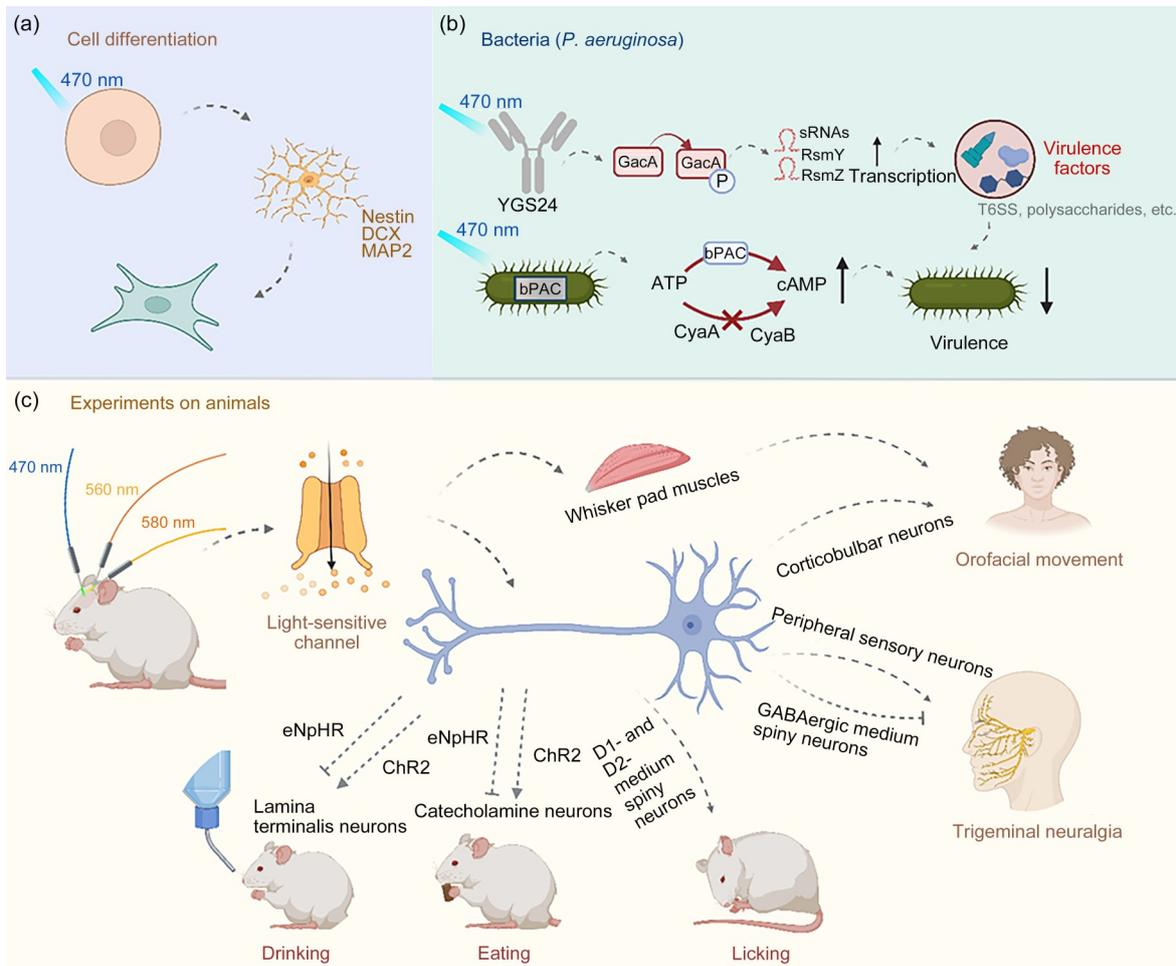 (a)
Cell differentiation
470 nm
Nestin
DCX
MAP2
(b)
Bacteria (P. aeruginosa)
470 nm
YGS24
GacA
GacA
P
sRNAs
RsmY
RsmZ
Transcription
Virulence
factors
T6SS, polysaccharides, etc.
470 nm
bPAC
ATP
bPAC
cAMP
CyaA
CyaB
Virulence
(c)
Experiments on animals
470 nm
560 nm
580 nm
Light-sensitive
channel
Whisker pad muscles
Corticobulbar neurons
Orofacial movement
Peripheral sensory neurons
GABAergic medium
spiny neurons
Trigeminal neuralgia
eNpHR
ChR2
Lamina
terminalis neurons
Drinking
eNpHR
ChR2
Catecholamine neurons
Eating
D1- and
D2-
medium
spiny
neurons
Licking